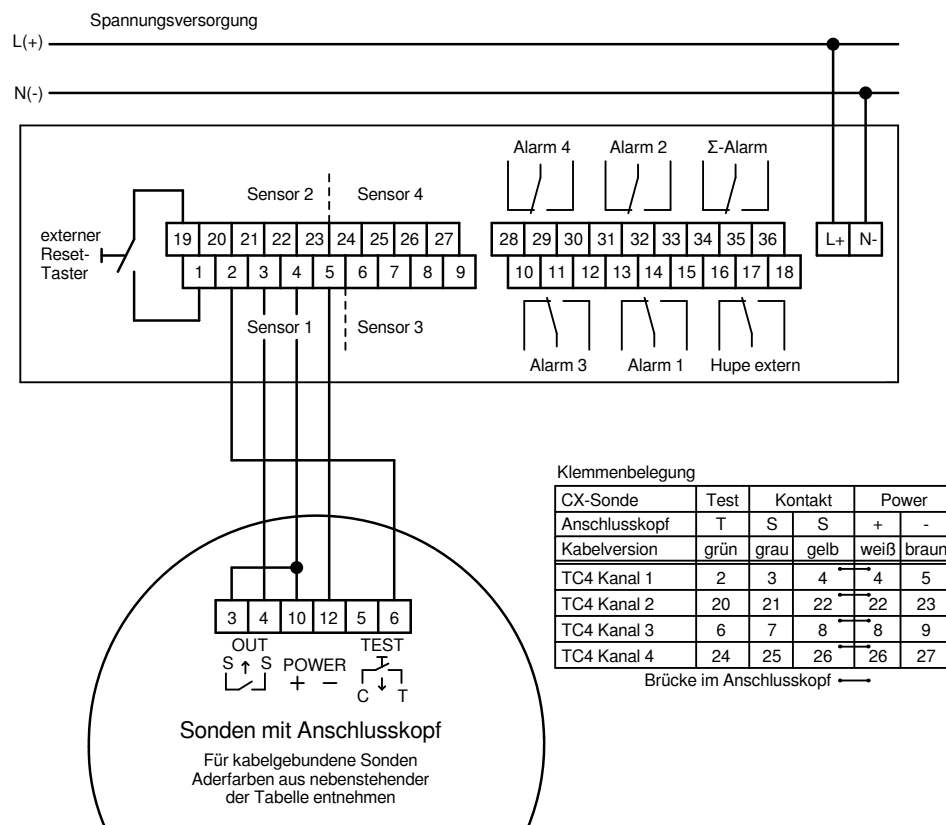 Spannungsversorgung
L(+)
N(-)
Alarm 4 Alarm 2 Σ-Alarm
Sensor 2 Sensor 4
externer
Reset-
Taster
19 20 21 22 23 24 25 26 27 28 29 30 31 32 33 34 35 36 L+ N-
1 2 3 4 5 6 7 8 9 10 11 12 13 14 15 16 17 18
Sensor 1 Sensor 3
Alarm 3 Alarm 1 Hupe extern
Klemmenbelegung
CX-Sonde Test Kontakt Power
Anschlusskopf T S S + -
Kabelversion grün grau gelb weiß braun
TC4 Kanal 1 2 3 4 4 5
TC4 Kanal 2 20 21 22 22 23
TC4 Kanal 3 6 7 8 8 9
TC4 Kanal 4 24 25 26 26 27
Brücke im Anschlusskopf
3 4 10 12 5 6
OUT TEST
S S POWER
+ −
C T
Sonden mit Anschlusskopf
Für kabelgebundene Sonden
Aderfarben aus nebenstehender
der Tabelle entnehmen